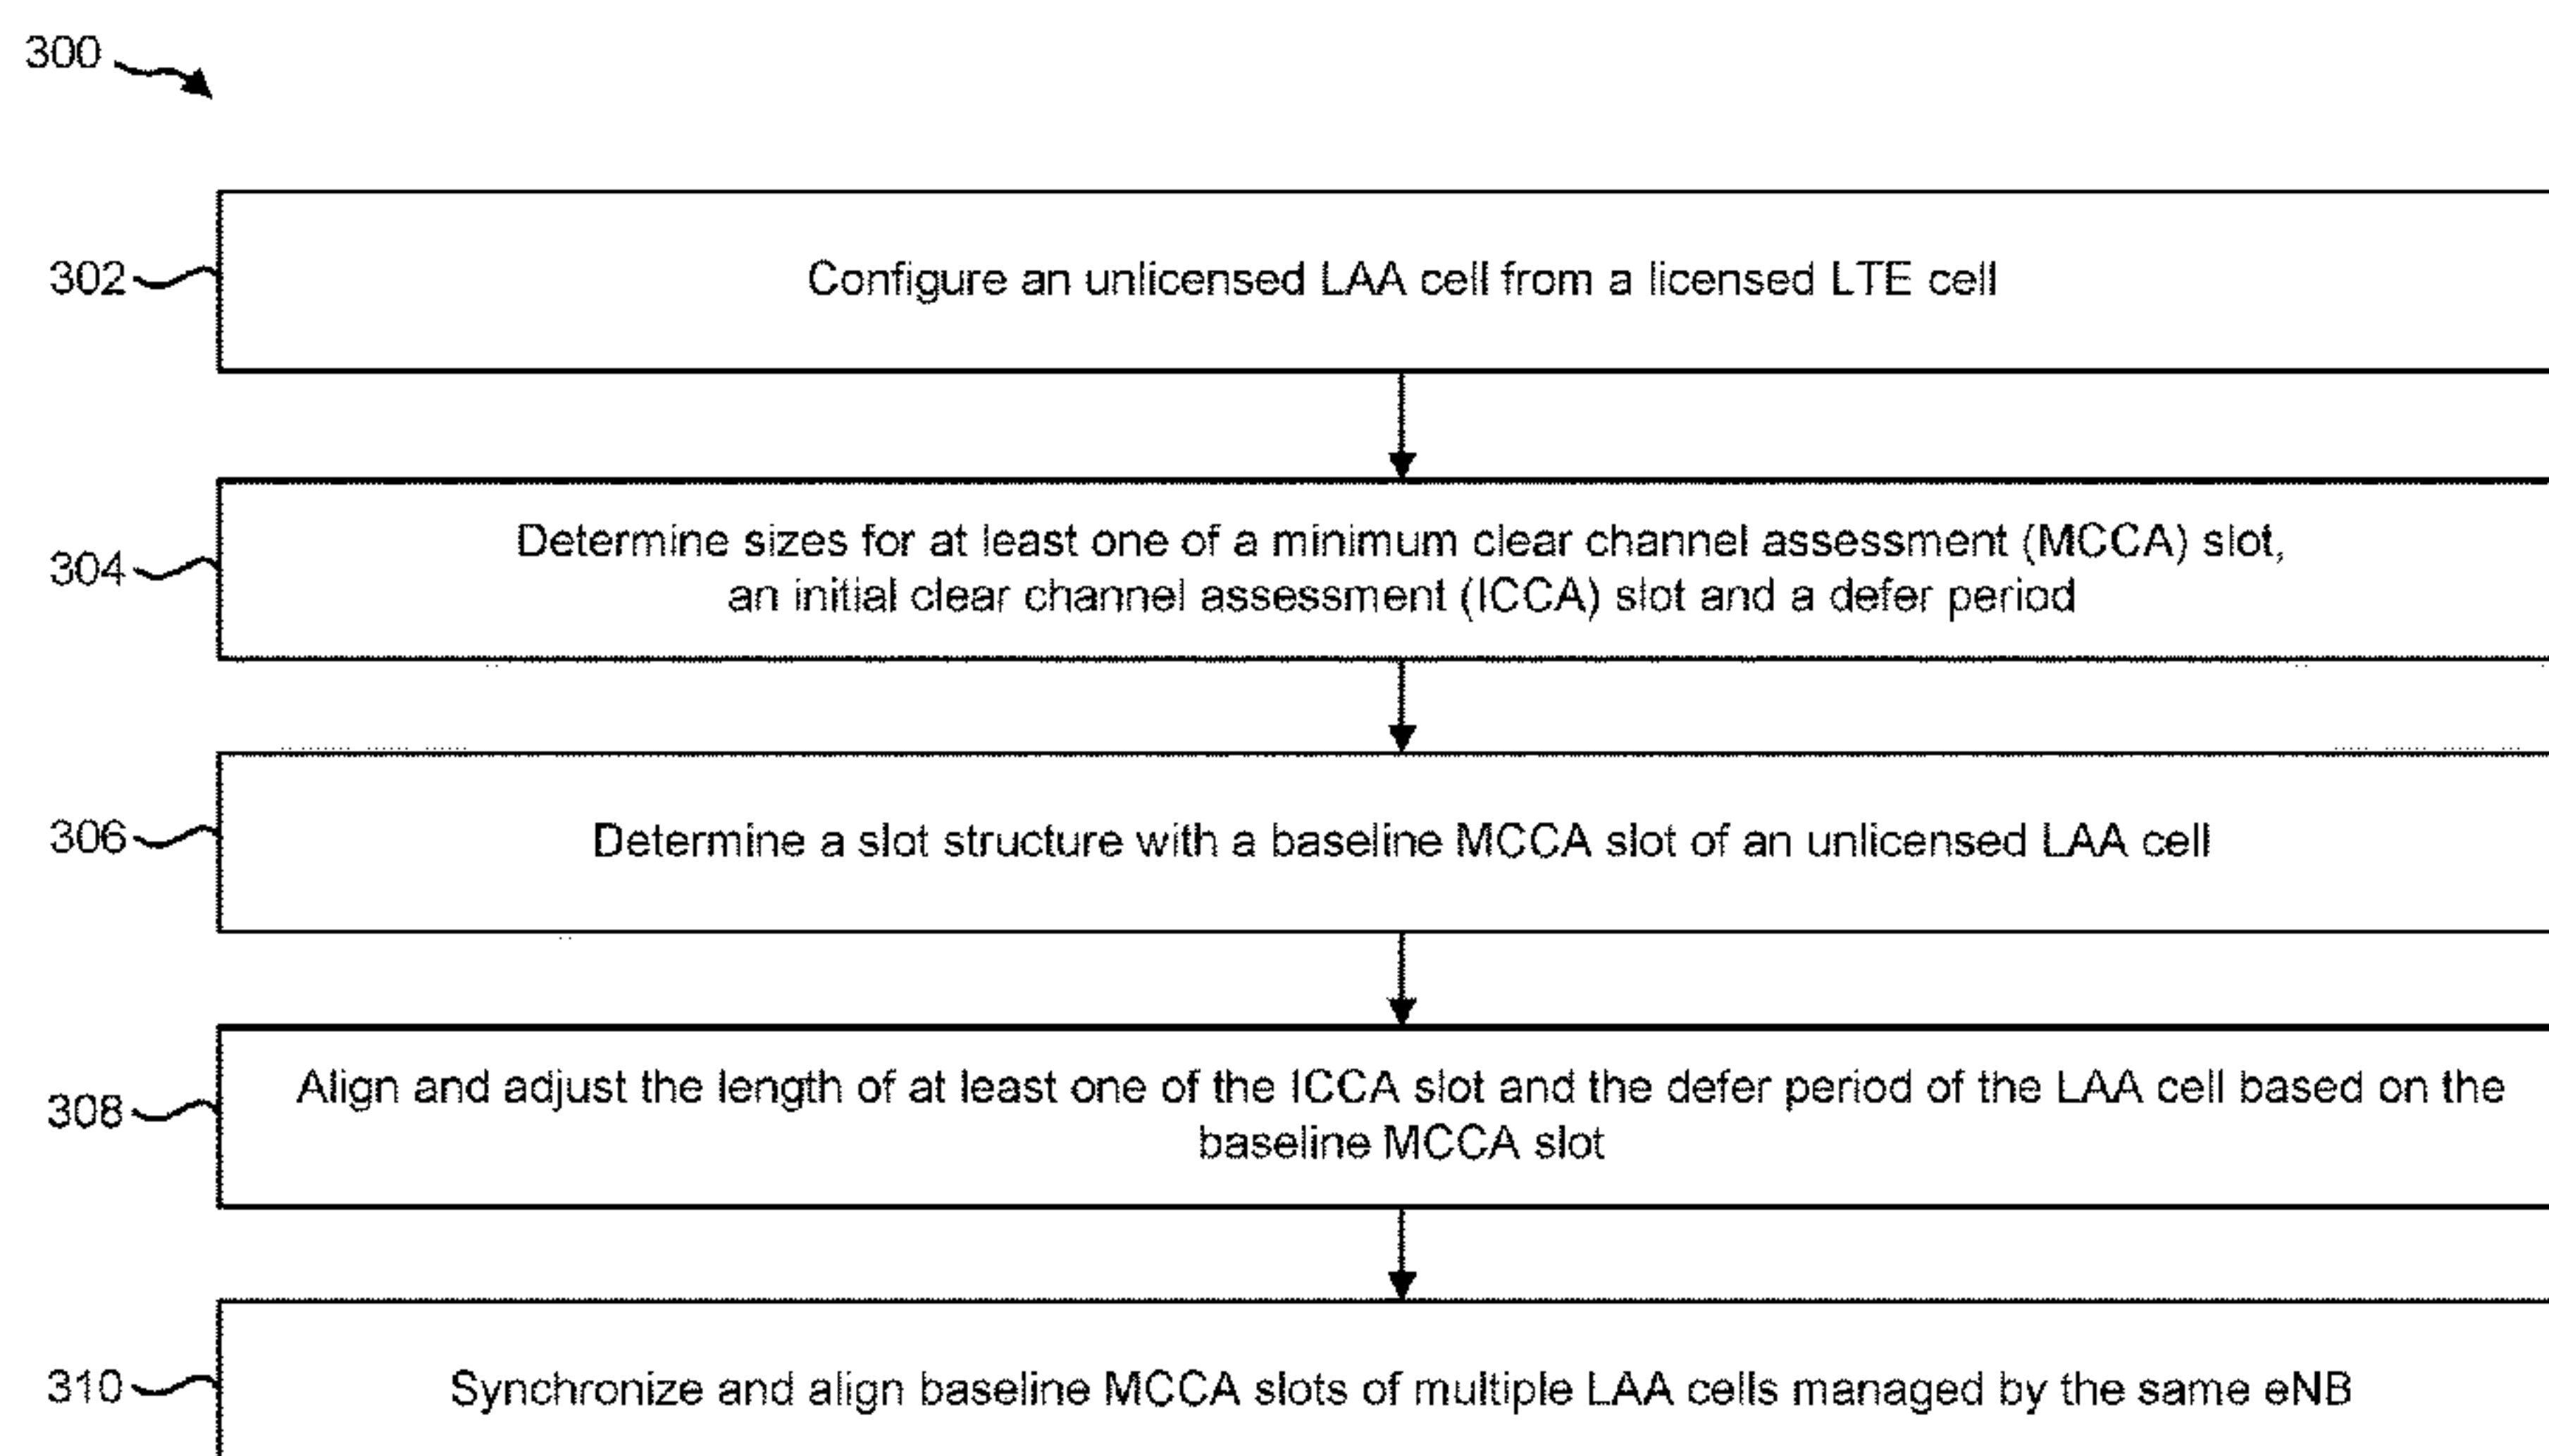 300
302
Configure an unlicensed LAA cell from a licensed LTE cell
304
Determine sizes for at least one of a minimum clear channel assessment (MCCA) slot,
an initial clear channel assessment (ICCA) slot and a defer period
306
Determine a slot structure with a baseline MCCA slot of an unlicensed LAA cell
308
Align and adjust the length of at least one of the ICCA slot and the defer period of the LAA cell based on the
baseline MCCA slot
310
Synchronize and align baseline MCCA slots of multiple LAA cells managed by the same eNB